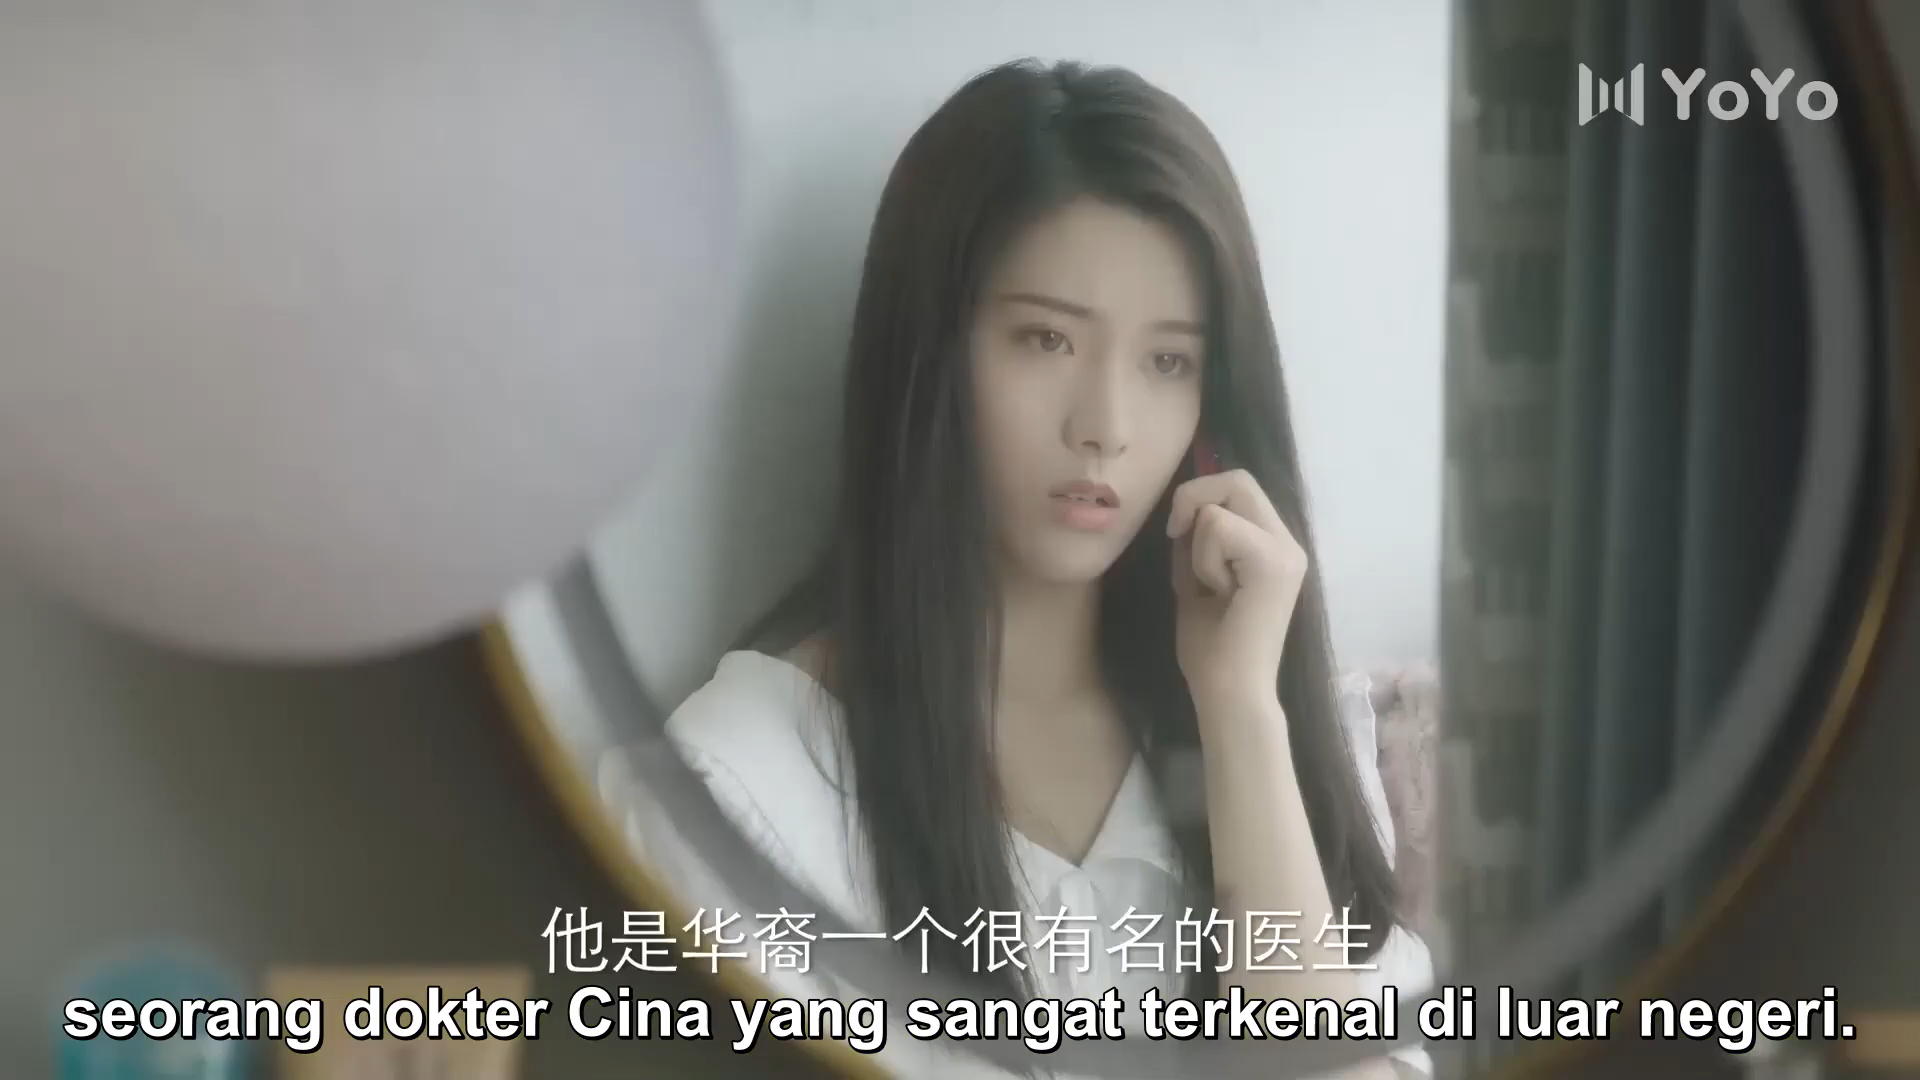 YoYo
他是华裔一个很有名的医生
seorang dokter Cina yang sangat terkenal di luar negeri.